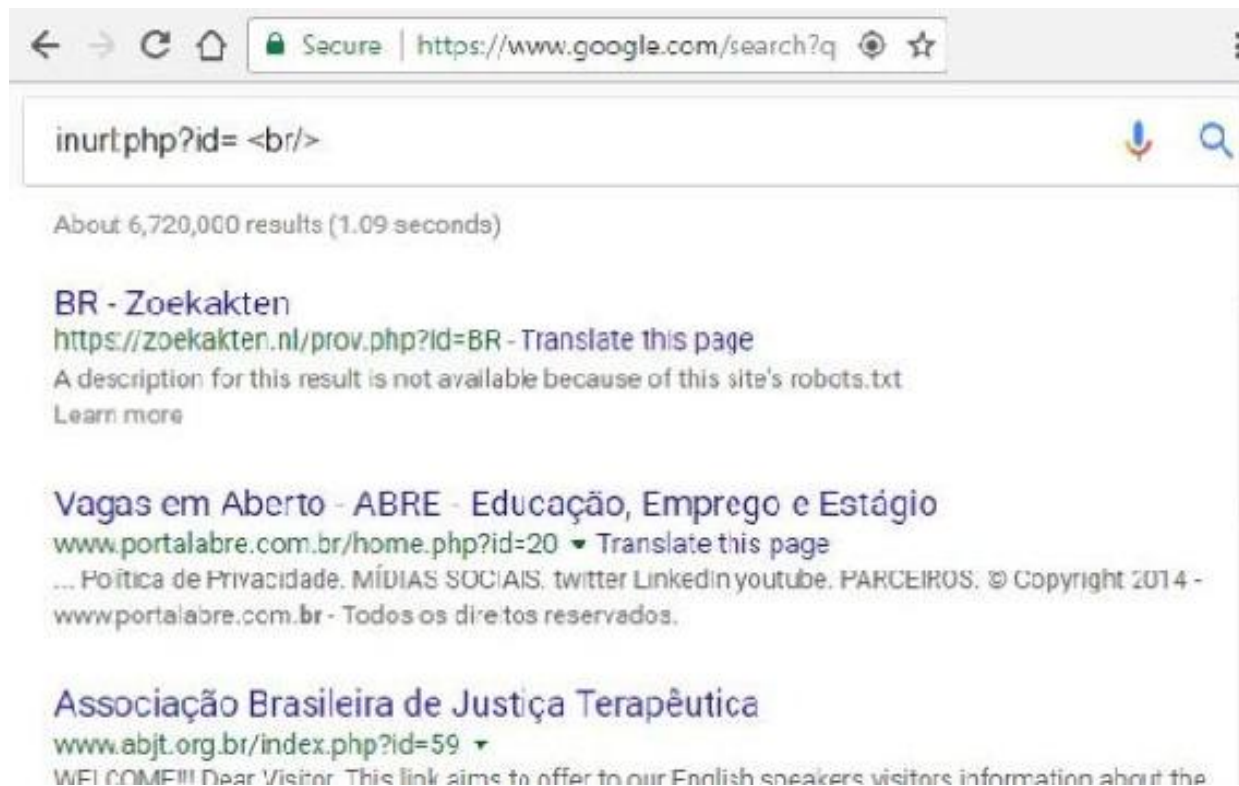 Secure | https://www.google.com/search?q
inurl:php?id= <br/>
About 6,720,000 results (1.09 seconds)
BR - Zoekakten
https://zoekakten.nl/prov.php?id=BR - Translate this page
A description for this result is not available because of this site's robots.txt
Learn more
Vagas em Aberto - ABRE - Educação, Emprego e Estágio
www.portalabre.com.br/home.php?id=20 ▾ Translate this page
... Política de Privacidade. MÍDIAS SOCIAIS. twitter LinkedIn youtube. PARCEIROS. © Copyright 2014 -
www.portalabre.com.br - Todos os direitos reservados.
Associação Brasileira de Justiça Terapêutica
www.abjt.org.br/index.php?id=59 ▾
WELCOME!!! Dear Visitor, This link aims to offer to our English speakers visitors information about the